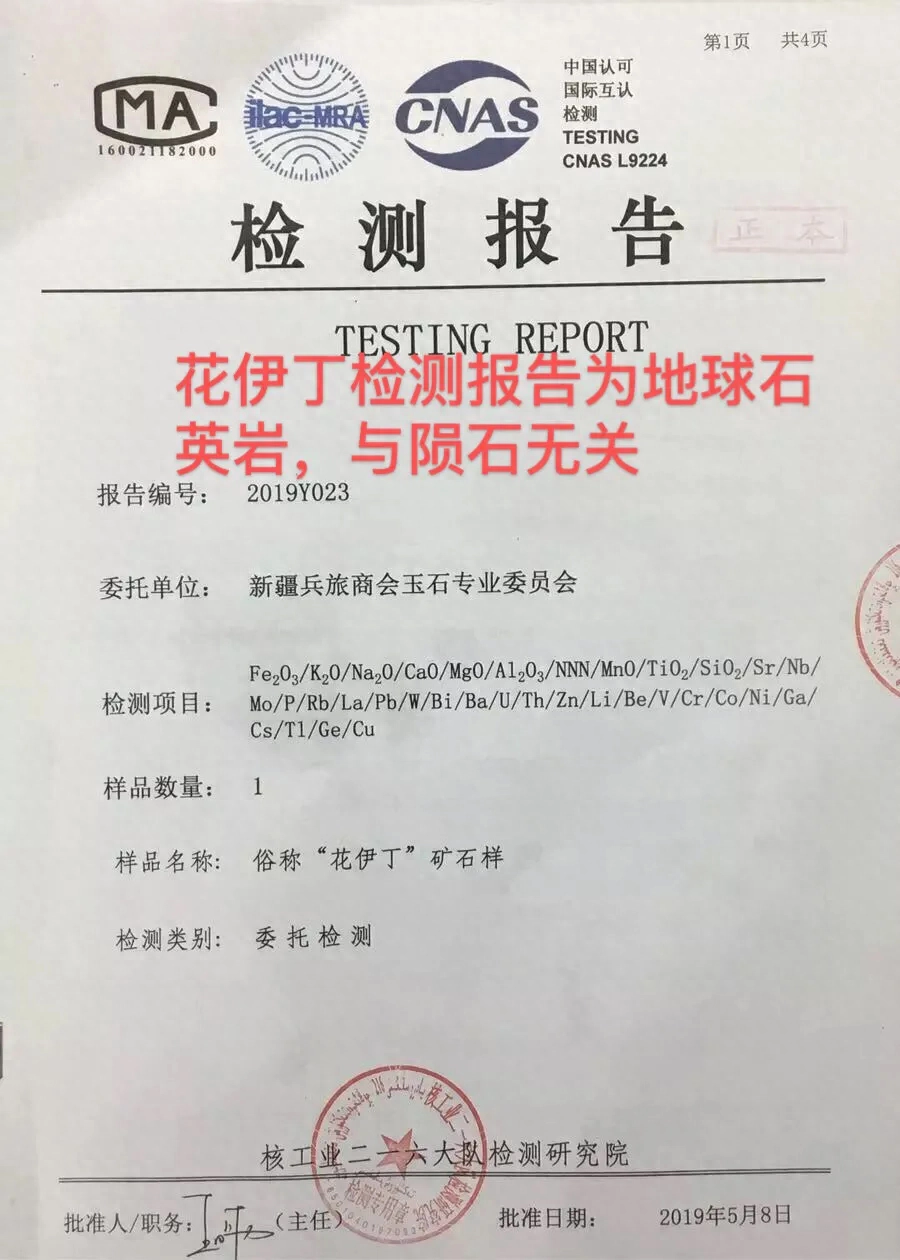 第1页 共4页
MA
160021182000
ilac-MRA
CNAS
中国认可
国际互认
检测
TESTING
CNAS L9224
检测报告
正本
TESTING REPORT
花伊丁检测报告为地球石
英岩，与陨石无关
报告编号： 2019Y023
委托单位： 新疆兵旅商会玉石专业委员会
检测项目： Fe₂O₃/K₂O/Na₂O/CaO/MgO/Al₂O₃/NNN/MnO/TiO₂/SiO₂/Sr/Nb/
Mo/P/Rb/La/Pb/W/Bi/Ba/U/Th/Zn/Li/Be/V/Cr/Co/Ni/Ga/
Cs/Tl/Ge/Cu
样品数量： 1
样品名称: 俗称“花伊丁”矿石样
检测类别: 委托检测
核工业二一六大队检测研究院
检测专用章
批准人/职务: （主任） 批准日期： 2019年5月8日